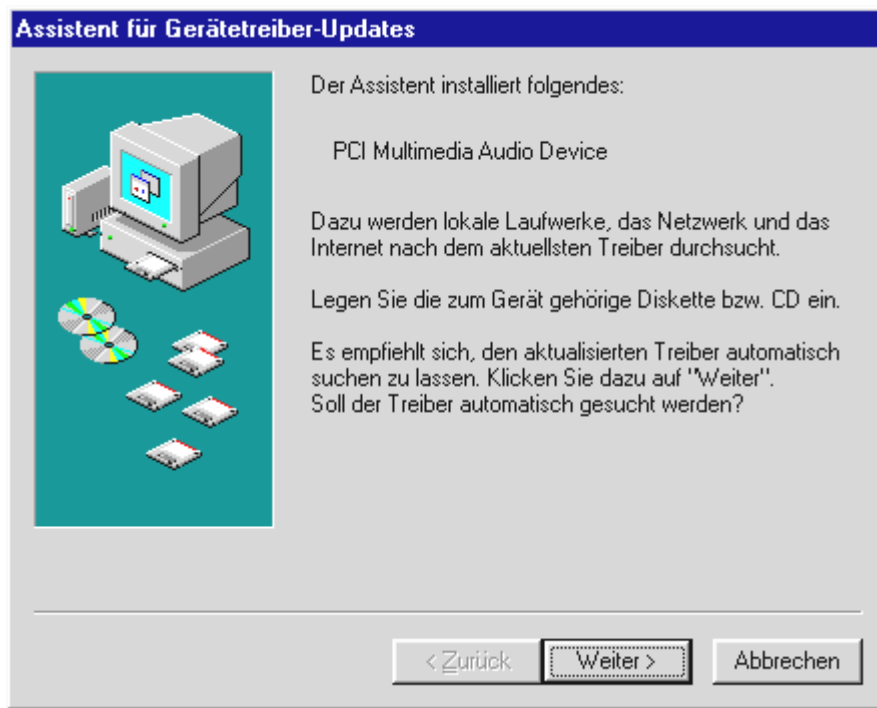 Assistent für Gerätetreiber-Updates
Der Assistent installiert folgendes:
PCI Multimedia Audio Device
Dazu werden lokale Laufwerke, das Netzwerk und das
Internet nach dem aktuellsten Treiber durchsucht.
Legen Sie die zum Gerät gehörige Diskette bzw. CD ein.
Es empfiehlt sich, den aktualisierten Treiber automatisch
suchen zu lassen. Klicken Sie dazu auf "Weiter".
Soll der Treiber automatisch gesucht werden?
< Zurück Weiter > Abbrechen